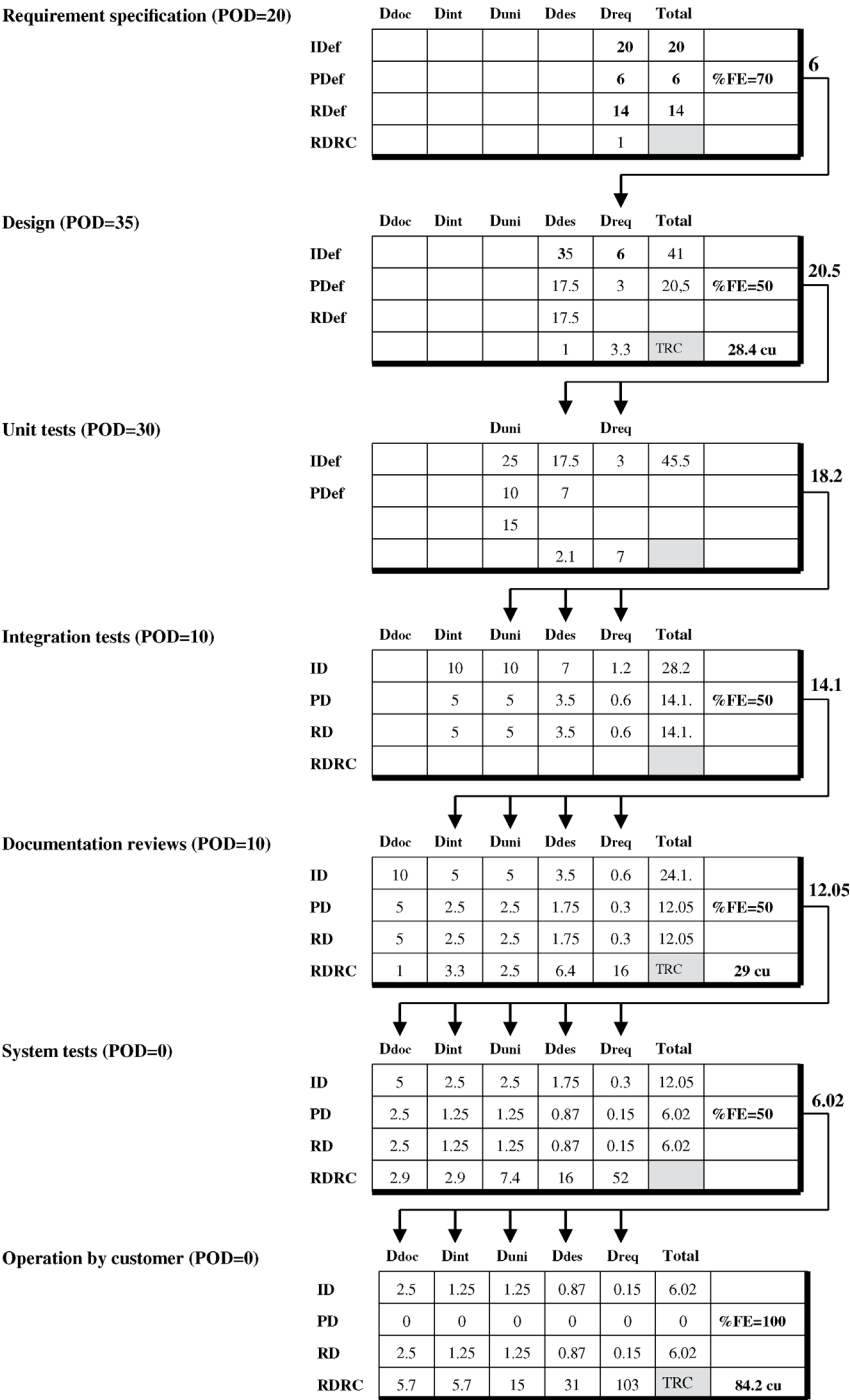 Requirement specification (POD=20) Ddoc Dint Duni Ddes Dreq Total
IDef 20 20
6
PDef 6 6 %FE=70
RDef 14 14
RDRC 1
Design (POD=35) Ddoc Dint Duni Ddes Dreq Total
IDef 35 6 41
20.5
PDef 17.5 3 20,5 %FE=50
RDef 17.5
1 3.3 TRC 28.4 cu
Unit tests (POD=30) Duni Dreq
IDef 25 17.5 3 45.5
18.2
PDef 10 7
15
2.1 7
Integration tests (POD=10) Ddoc Dint Duni Ddes Dreq Total
ID 10 10 7 1.2 28.2
14.1
PD 5 5 3.5 0.6 14.1. %FE=50
RD 5 5 3.5 0.6 14.1.
RDRC
Documentation reviews (POD=10) Ddoc Dint Duni Ddes Dreq Total
ID 10 5 5 3.5 0.6 24.1.
12.05
PD 5 2.5 2.5 1.75 0.3 12.05 %FE=50
RD 5 2.5 2.5 1.75 0.3 12.05
RDRC 1 3.3 2.5 6.4 16 TRC 29 cu
System tests (POD=0) Ddoc Dint Duni Ddes Dreq Total
ID 5 2.5 2.5 1.75 0.3 12.05
6.02
PD 2.5 1.25 1.25 0.87 0.15 6.02 %FE=50
RD 2.5 1.25 1.25 0.87 0.15 6.02
RDRC 2.9 2.9 7.4 16 52
Operation by customer (POD=0) Ddoc Dint Duni Ddes Dreq Total
ID 2.5 1.25 1.25 0.87 0.15 6.02
PD 0 0 0 0 0 0 %FE=100
RD 2.5 1.25 1.25 0.87 0.15 6.02
RDRC 5.7 5.7 15 31 103 TRC 84.2 cu